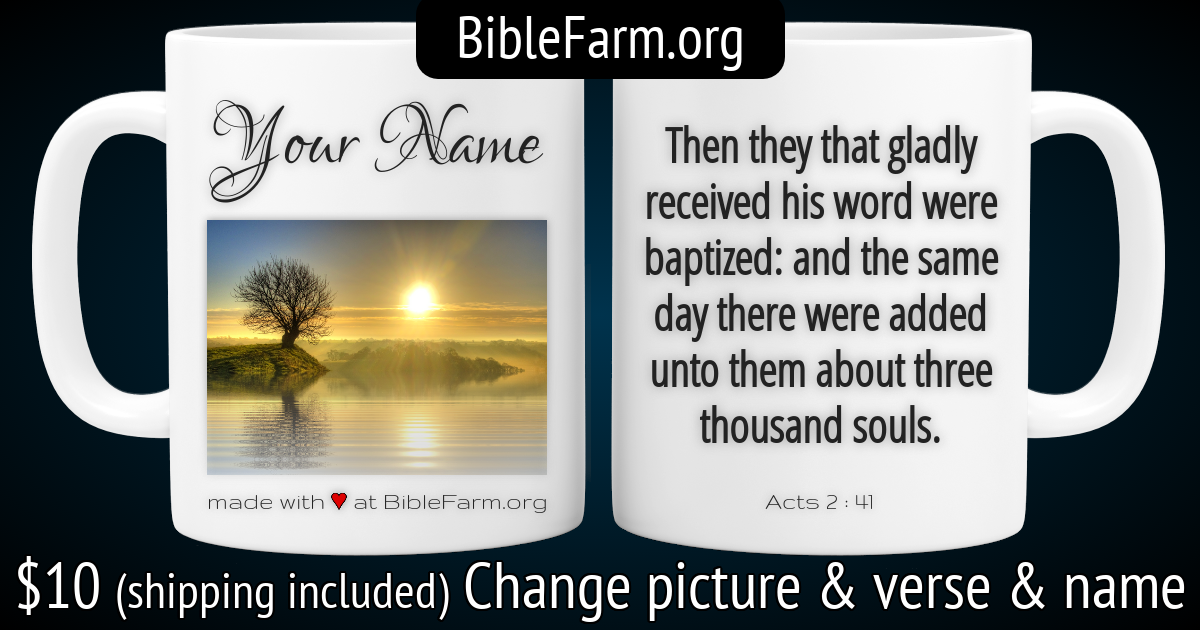 BibleFarm.org
Your Name
made with ♥ at BibleFarm.org
Then they that gladly
received his word were
baptized: and the same
day there were added
unto them about three
thousand souls.
Acts 2 : 41
$10 (shipping included) Change picture & verse & name